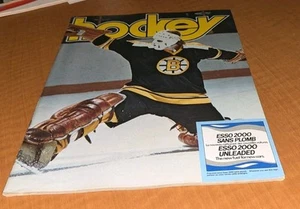 hockey
B
ESSO 2000
SANS PLOMB
ESSO 2000
UNLEADED